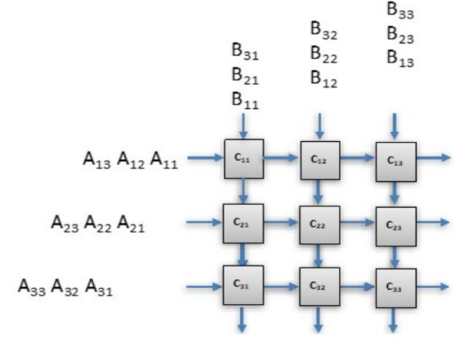 B₃₃
B₃₂ B₂₃
B₃₁ B₂₂ B₁₃
B₂₁ B₁₂
B₁₁
A₁₃ A₁₂ A₁₁ C₁₁ C₁₂ C₁₃
A₂₃ A₂₂ A₂₁ C₂₁ C₂₂ C₂₃
A₃₃ A₃₂ A₃₁ C₃₁ C₃₂ C₃₃